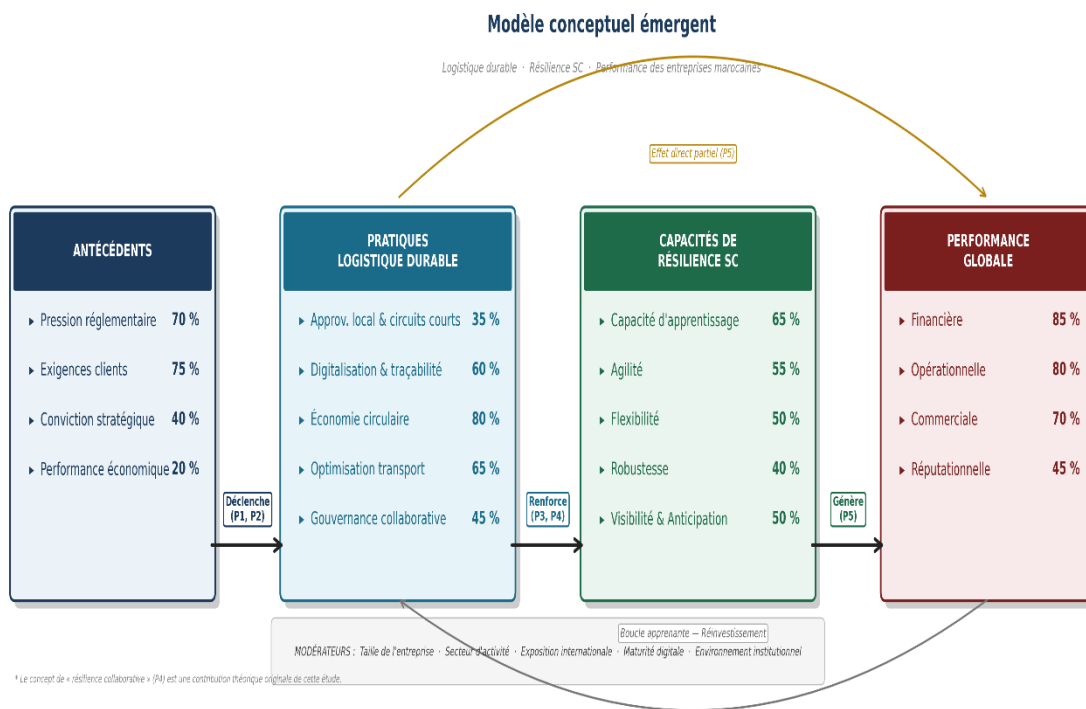 Modèle conceptuel émergent
Logistique durable · Résilience SC · Performance des entreprises marocaines
Effet direct partiel (P5)
ANTÉCÉDENTS
▸ Pression réglementaire 70 %
▸ Exigences clients 75 %
▸ Conviction stratégique 40 %
▸ Performance économique 20 %
Déclenche
(P1, P2)
PRATIQUES
LOGISTIQUE DURABLE
▸ Approv. local & circuits courts 35 %
▸ Digitalisation & traçabilité 60 %
▸ Économie circulaire 80 %
▸ Optimisation transport 65 %
▸ Gouvernance collaborative 45 %
Renforce
(P3, P4)
CAPACITÉS DE
RÉSILIENCE SC
▸ Capacité d'apprentissage 65 %
▸ Agilité 55 %
▸ Flexibilité 50 %
▸ Robustesse 40 %
▸ Visibilité & Anticipation 50 %
Génère
(P5)
PERFORMANCE
GLOBALE
▸ Financière 85 %
▸ Opérationnelle 80 %
▸ Commerciale 70 %
▸ Réputationnelle 45 %
Boucle apprenante — Réinvestissement
MODÉRATEURS : Taille de l'entreprise · Secteur d'activité · Exposition internationale · Maturité digitale · Environnement institutionnel
* Le concept de « résilience collaborative » (P4) est une contribution théorique originale de cette étude.